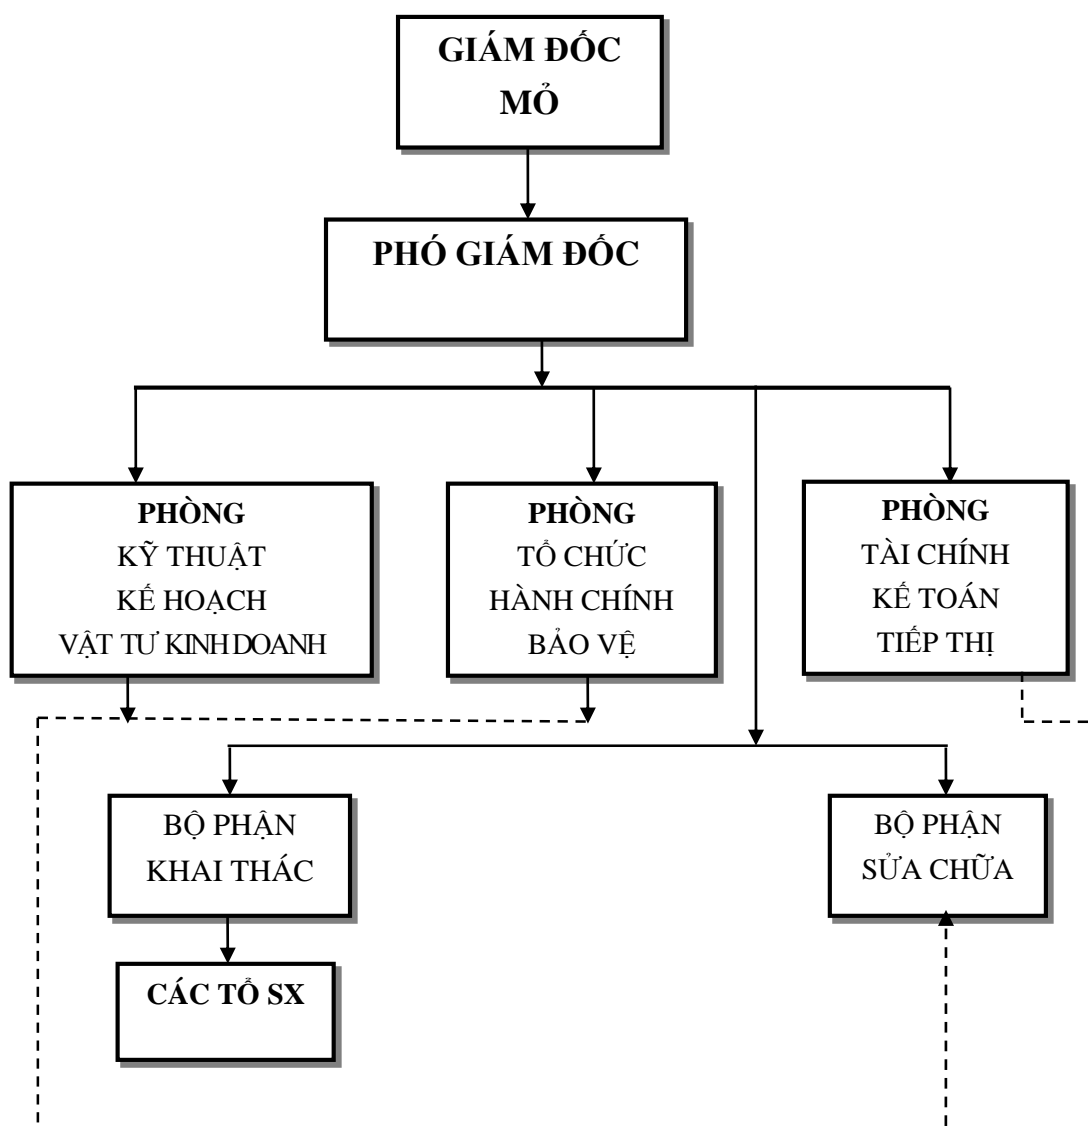 GIÁM ĐỐC
MỎ
PHÓ GIÁM ĐỐC
PHÒNG
KỸ THUẬT
KẾ HOẠCH
VẬT TƯ KINH DOANH
PHÒNG
TỔ CHỨC
HÀNH CHÍNH
BẢO VỆ
PHÒNG
TÀI CHÍNH
KẾ TOÁN
TIẾP THỊ
BỘ PHẬN
KHAI THÁC
BỘ PHẬN
SỬA CHỮA
CÁC TỔ SX